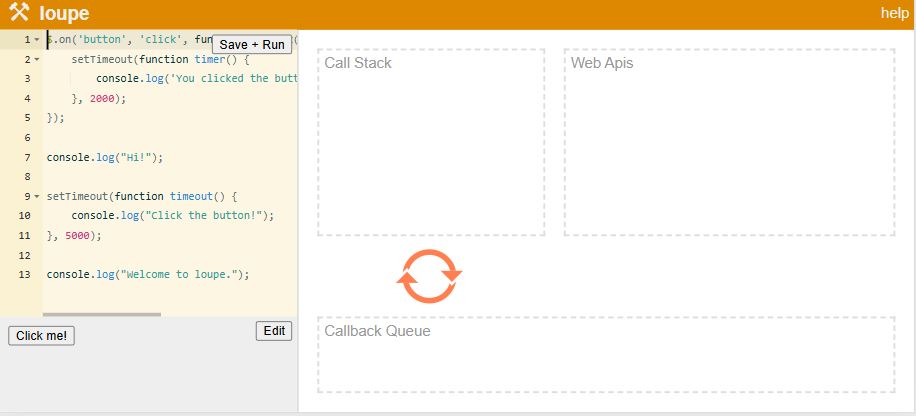 loupe
help
Save + Run
1 $.on('button', 'click', fun
2 setTimeout(function timer() {
3 console.log('You clicked the butt
4 }, 2000);
5 });
6
7 console.log("Hi!");
8
9 setTimeout(function timeout() {
10 console.log("Click the button!");
11 }, 5000);
12
13 console.log("Welcome to loupe.");
Click me!
Edit
Call Stack
Web Apis
Callback Queue